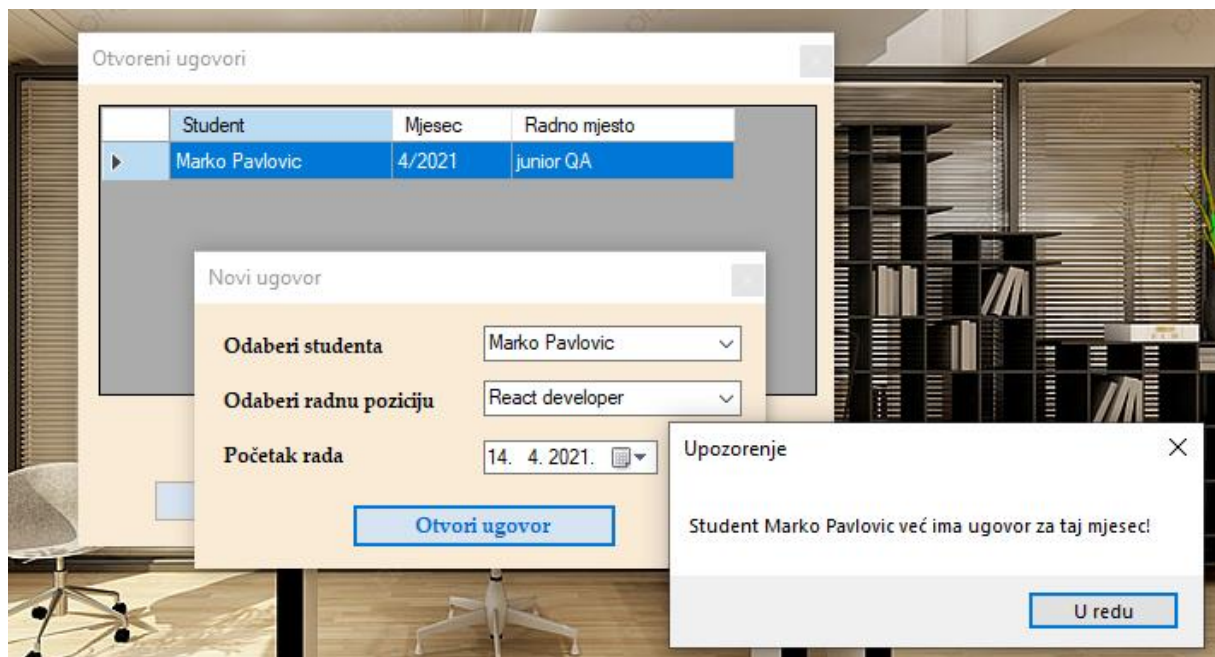 Otvoreni ugovori
Student Mjesec Radno mjesto
Marko Pavlovic 4/2021 junior QA
Novi ugovor
Odaberi studenta Marko Pavlovic
Odaberi radnu poziciju React developer
Početak rada 14. 4. 2021.
Otvori ugovor
Upozorenje
Student Marko Pavlovic već ima ugovor za taj mjesec!
U redu